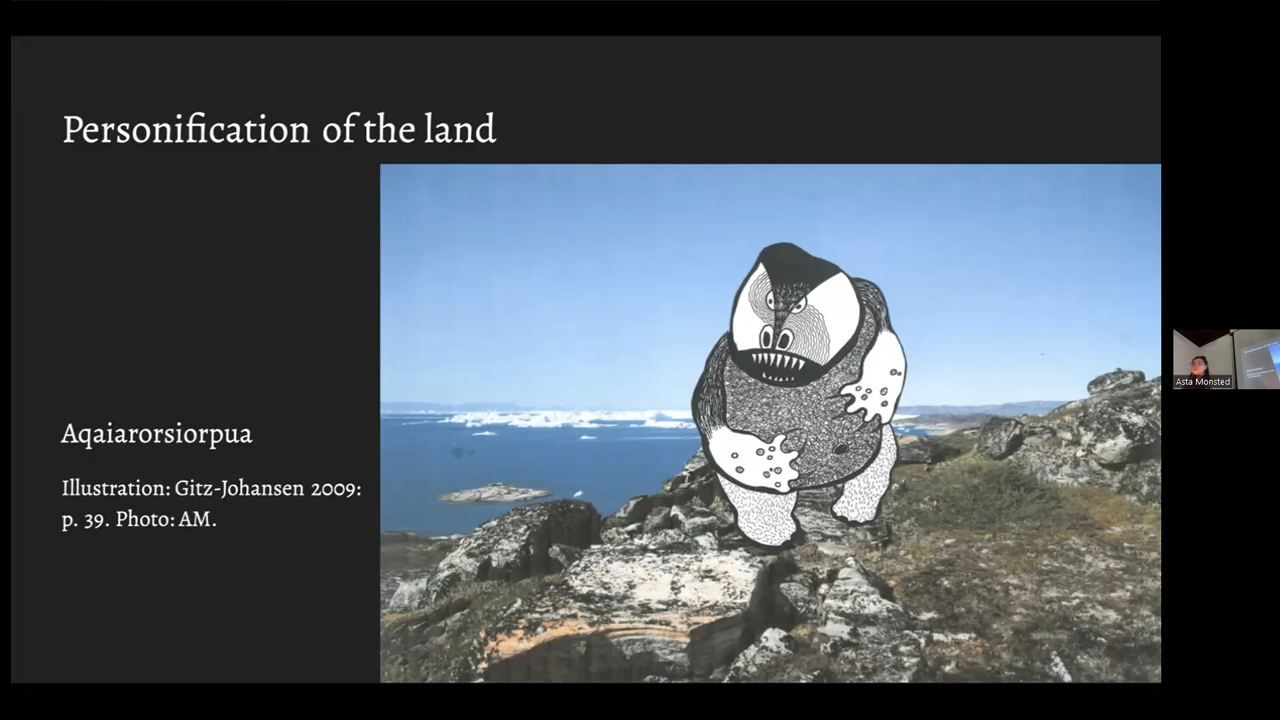 Personification of the land
Aqaiarorsiorpua
Illustration: Gitz-Johansen 2009:
p. 39. Photo: AM.
Asta Monsted